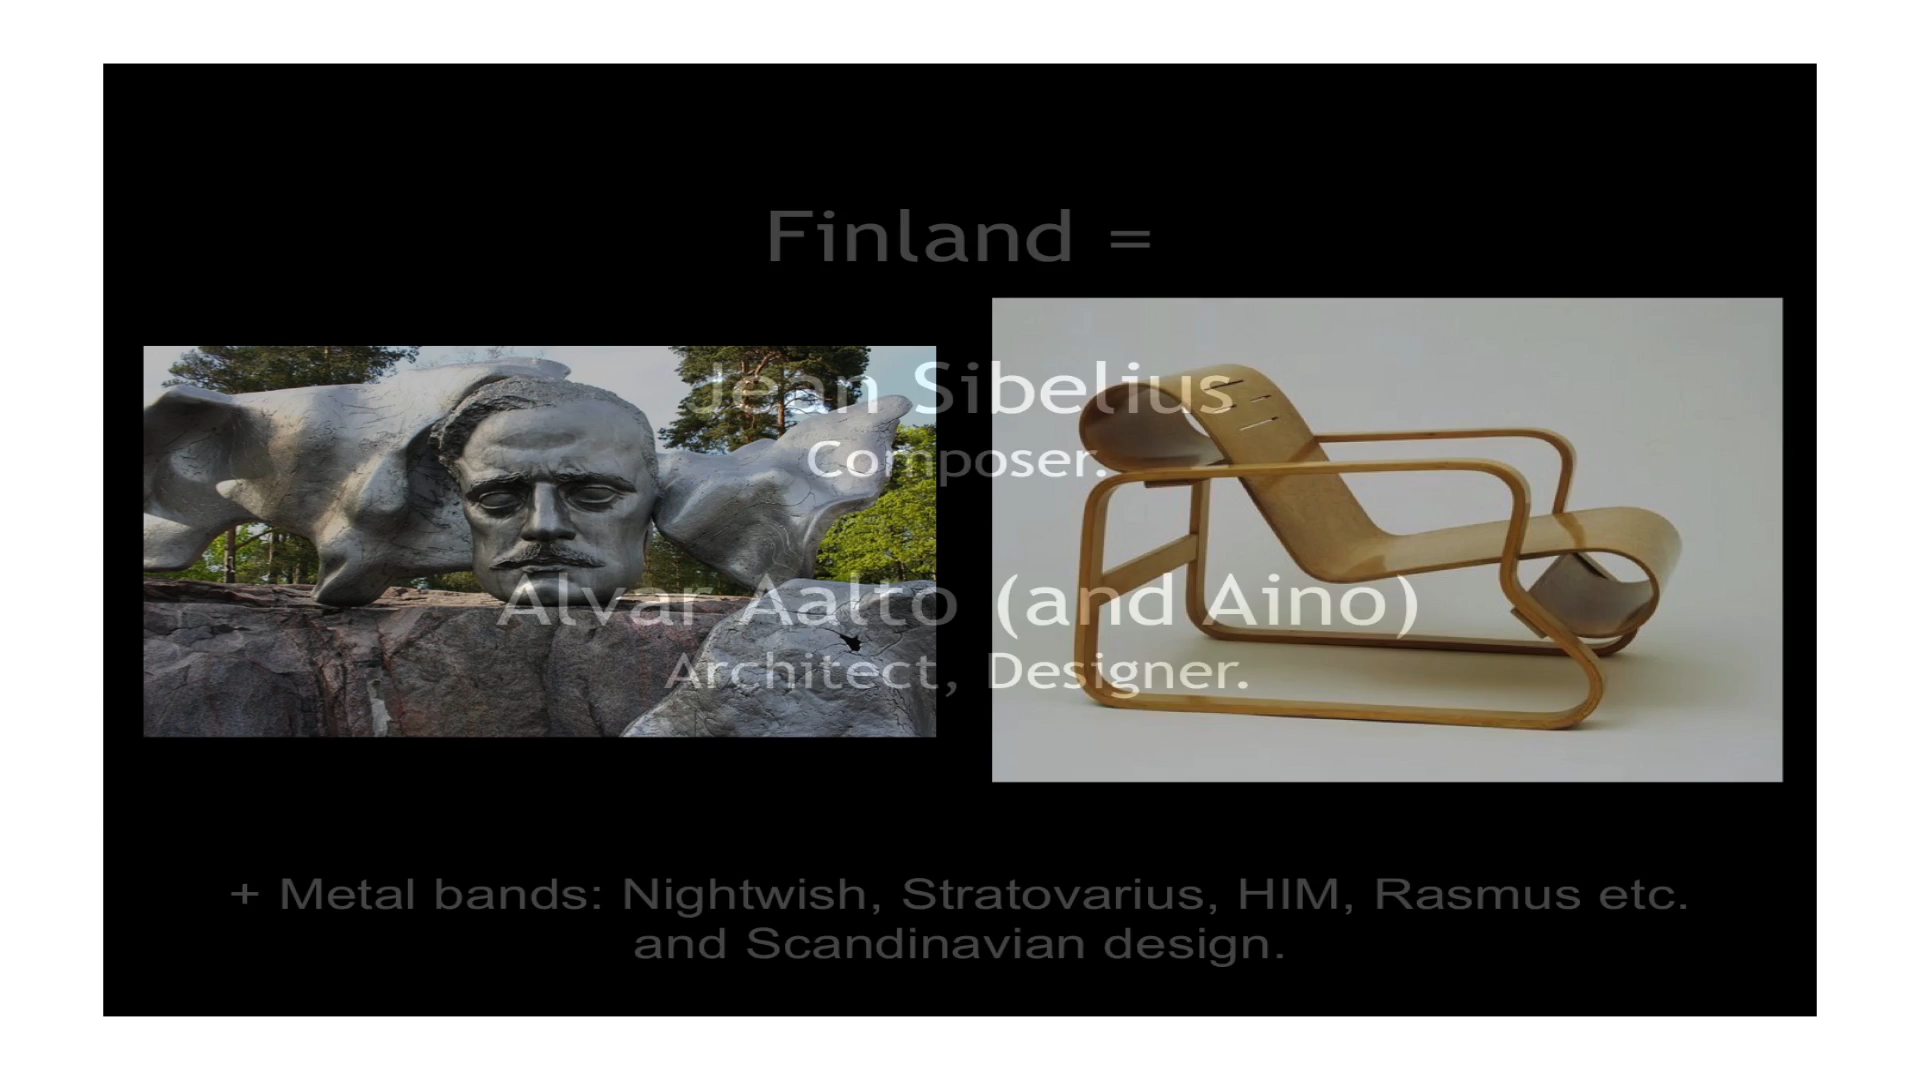 Finland =
Jean Sibelius
Composer.
Alvar Aalto (and Aino)
Architect, Designer.
+ Metal bands: Nightwish, Stratovarius, HIM, Rasmus etc.
and Scandinavian design.